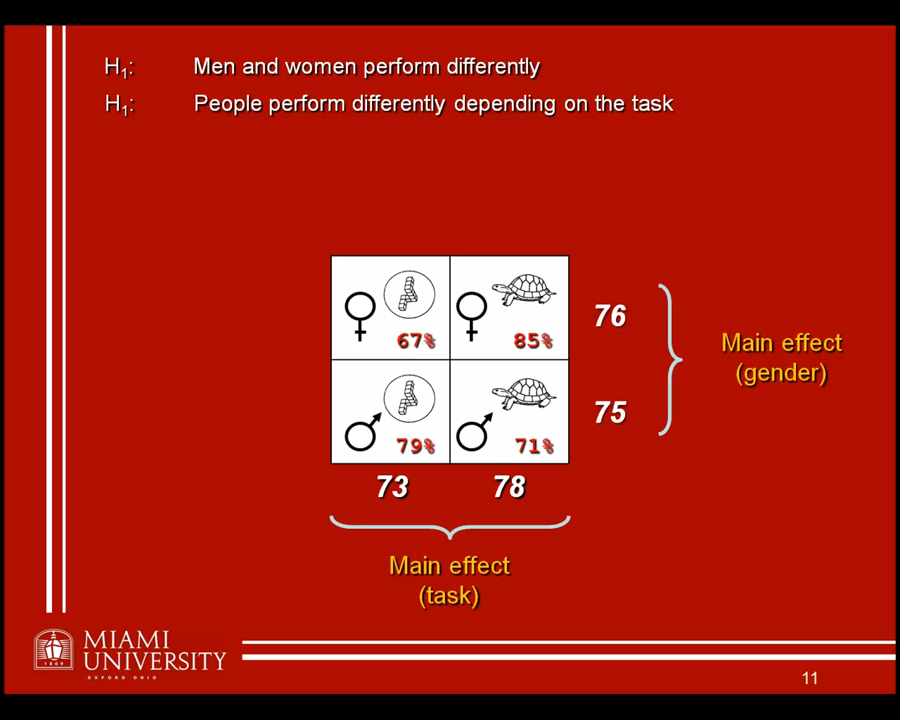 H1: Men and women perform differently
H1: People perform differently depending on the task
67% 85% 76
Main effect
(gender)
79% 71% 75
73 78
Main effect
(task)
MIAMI
UNIVERSITY
OXFORD OHIO
1809
11